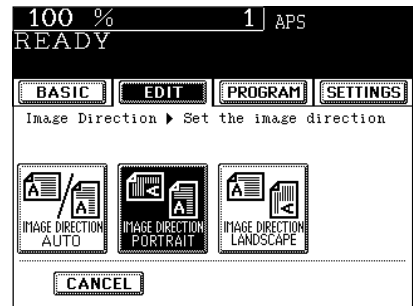 100 % 1 APS
READY
BASIC EDIT PROGRAM SETTINGS
Image Direction ▶ Set the image direction
A A A A A A
IMAGE DIRECTION AUTO
IMAGE DIRECTION PORTRAIT
IMAGE DIRECTION LANDSCAPE
CANCEL